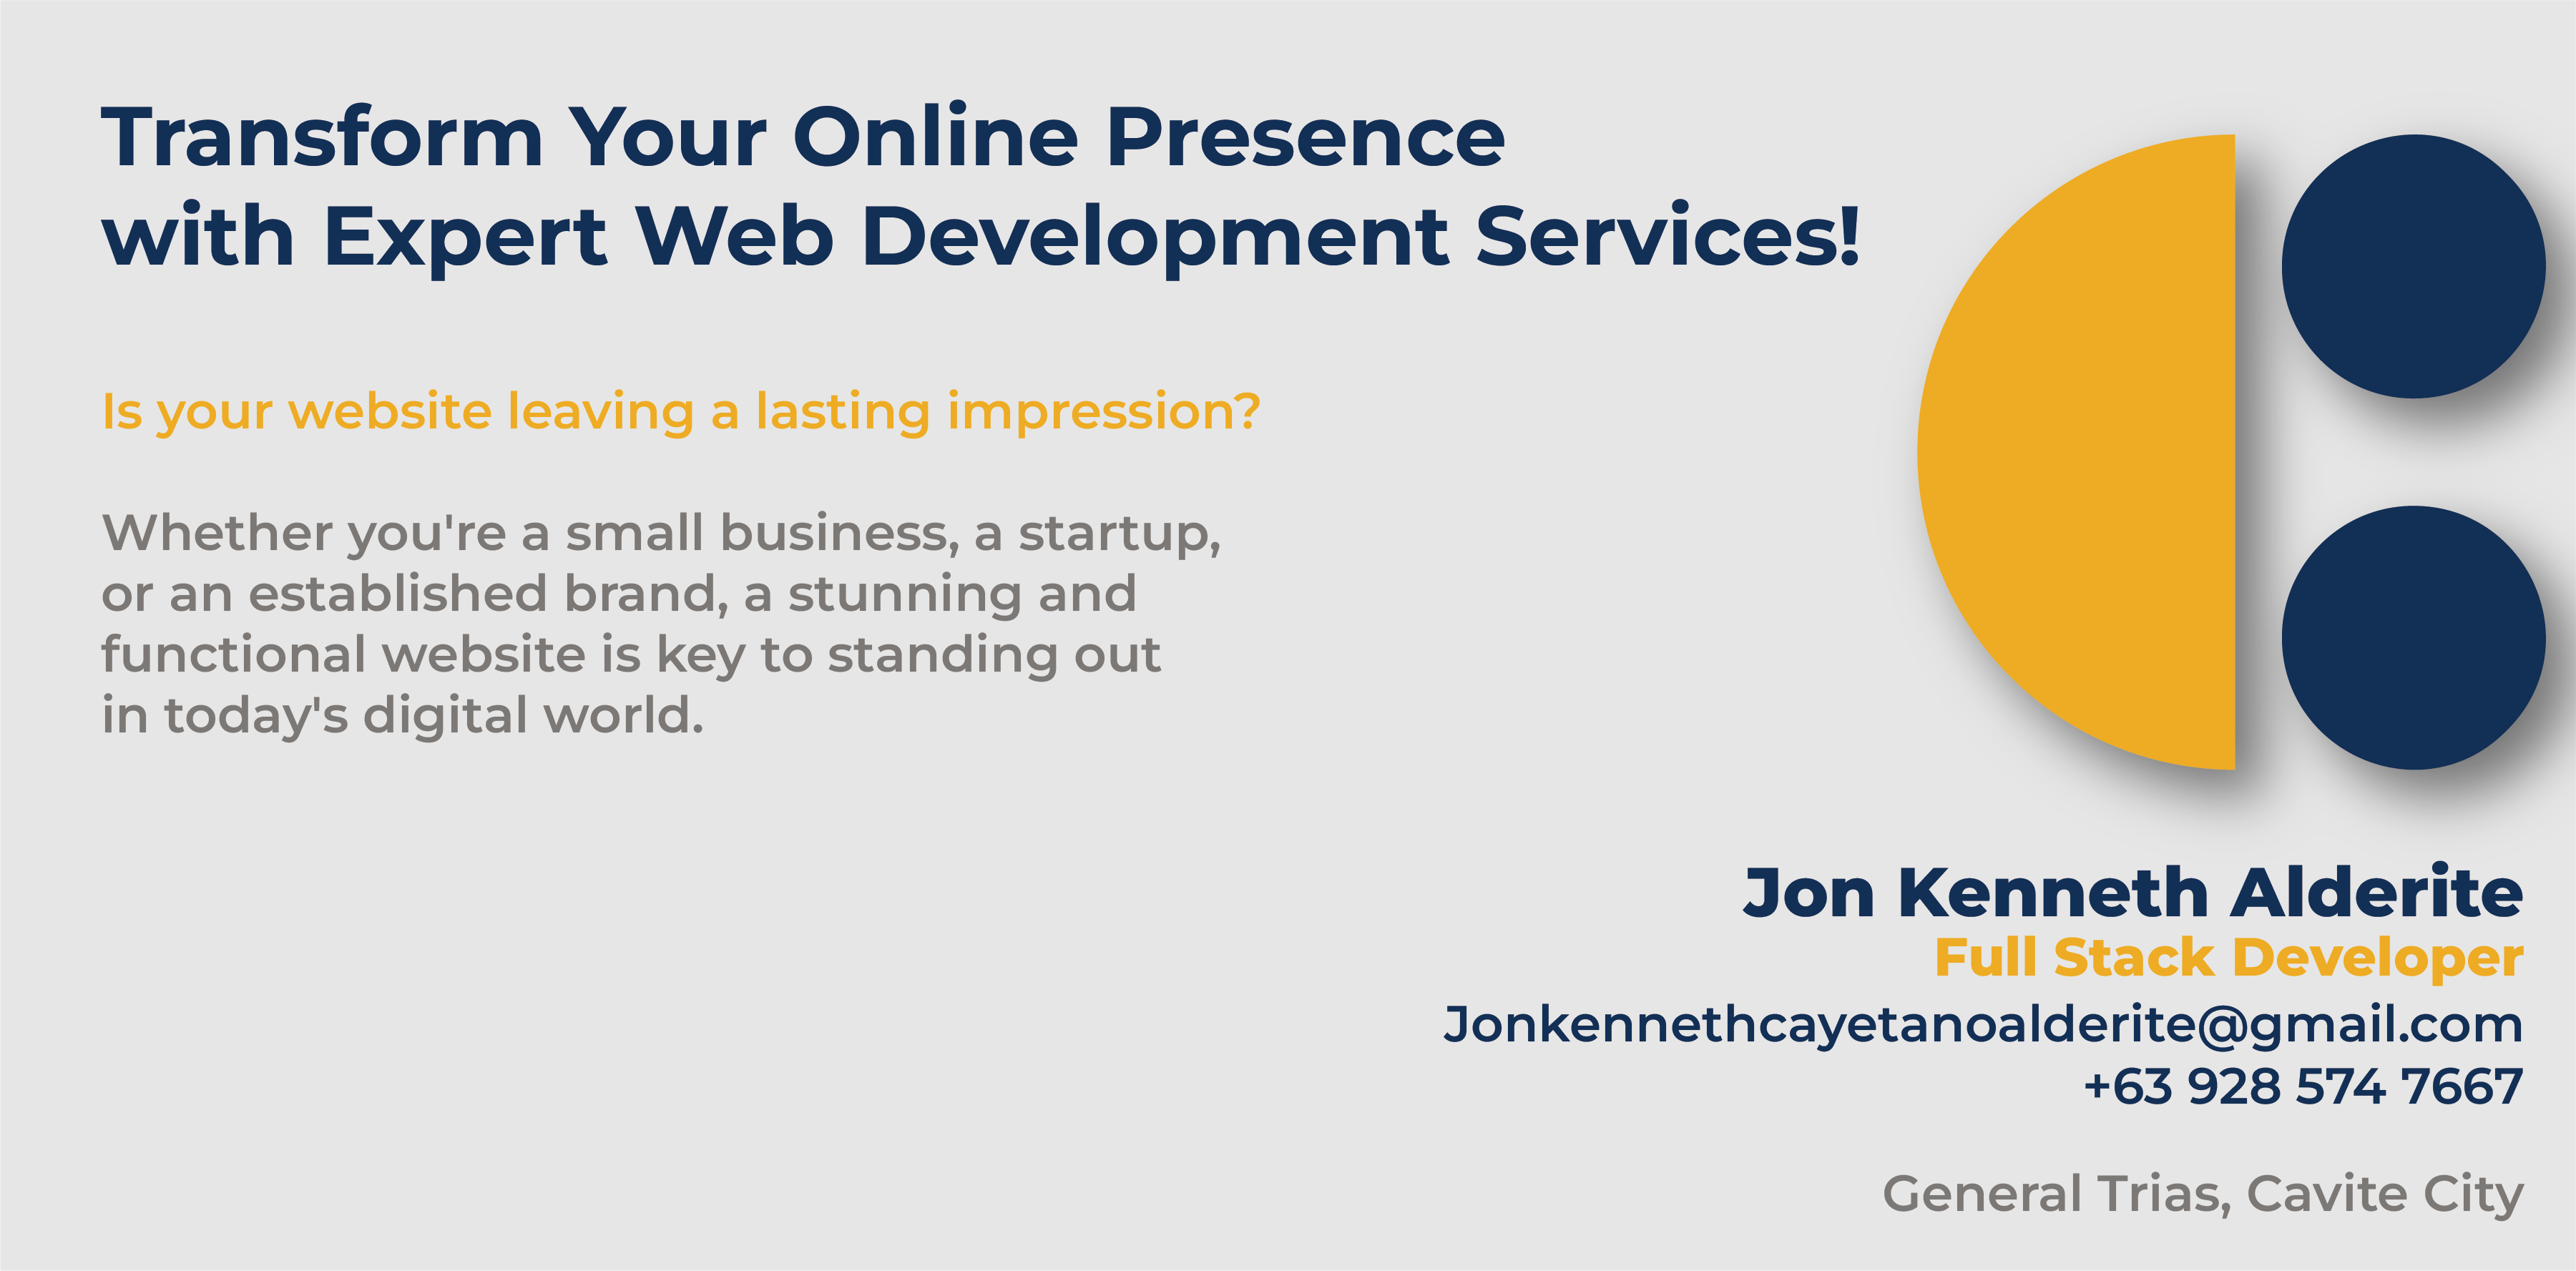 Transform Your Online Presence
with Expert Web Development Services!
Is your website leaving a lasting impression?
Whether you're a small business, a startup,
or an established brand, a stunning and
functional website is key to standing out
in today's digital world.
Jon Kenneth Alderite
Full Stack Developer
Jonkennethcayetanoalderite@gmail.com
+63 928 574 7667
General Trias, Cavite City